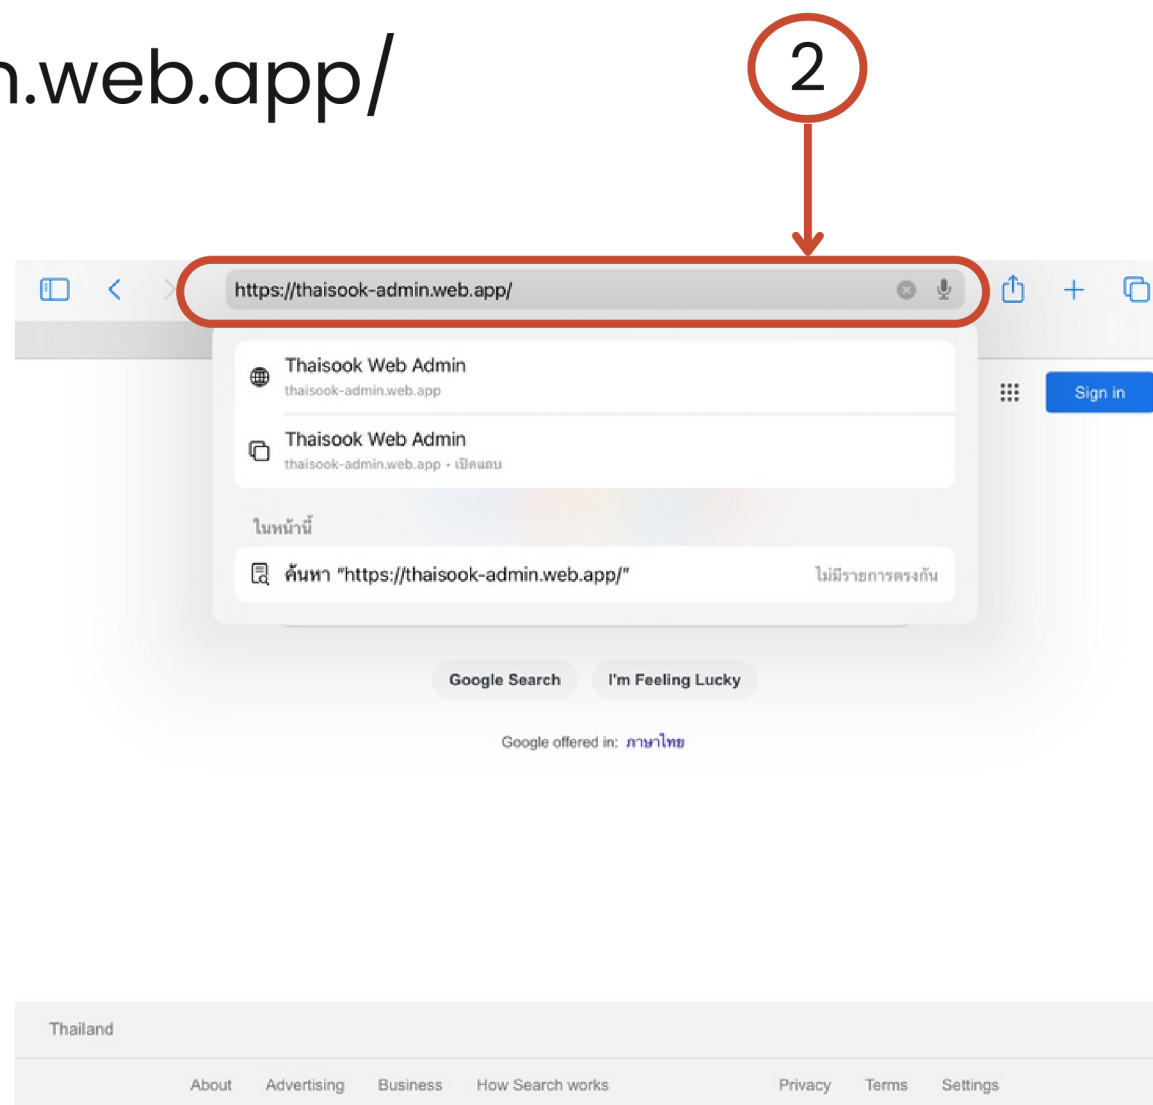 n.web.app/
2
https://thaisook-admin.web.app/
Thaisook Web Admin
thaisook-admin.web.app
Sign in
Thaisook Web Admin
thaisook-admin.web.app • เปิดแถบ
ในหน้านี้
ค้นหา “https://thaisook-admin.web.app/” ไม่มีรายการตรงกัน
Google Search I'm Feeling Lucky
Google offered in: ภาษาไทย
Thailand
About Advertising Business How Search works Privacy Terms Settings